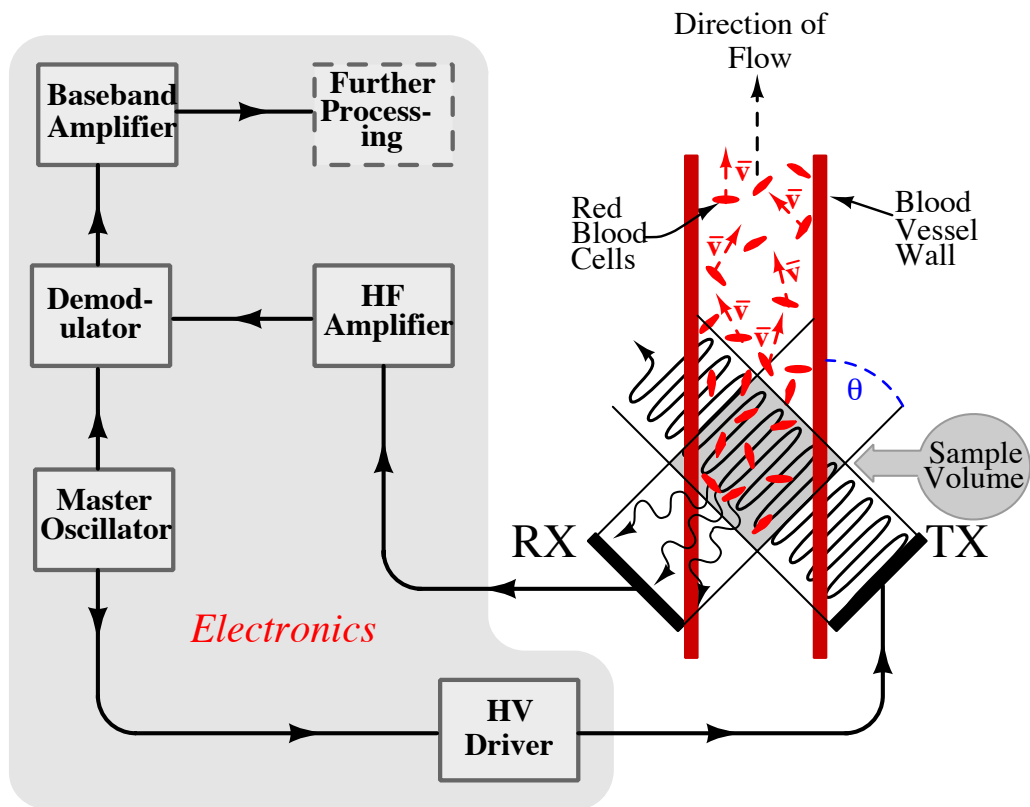 Direction of
Flow
Baseband
Amplifier
Further
Process-
ing
Red
Blood
Cells
v̄
v̄
v̄
v̄
v̄
v̄
v̄
Blood
Vessel
Wall
Demod-
ulator
HF
Amplifier
θ
Sample
Volume
Master
Oscillator
RX
TX
Electronics
HV
Driver